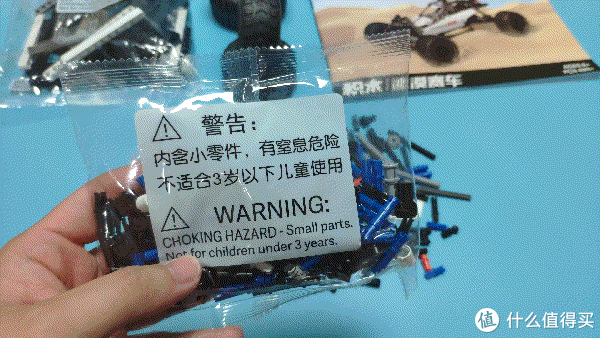 积木 | 沙漠赛车
警告：
内含小零件，有窒息危险
不适合3岁以下儿童使用
WARNING:
CHOKING HAZARD - Small parts.
Not for children under 3 years.
值 什么值得买